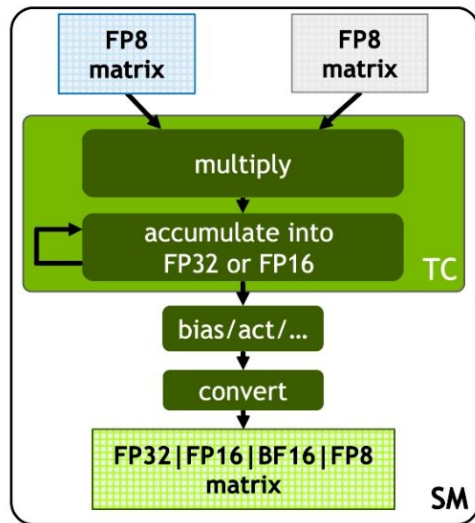 FP8
matrix
FP8
matrix
multiply
accumulate into
FP32 or FP16
TC
bias/act/...
convert
FP32|FP16|BF16|FP8
matrix
SM